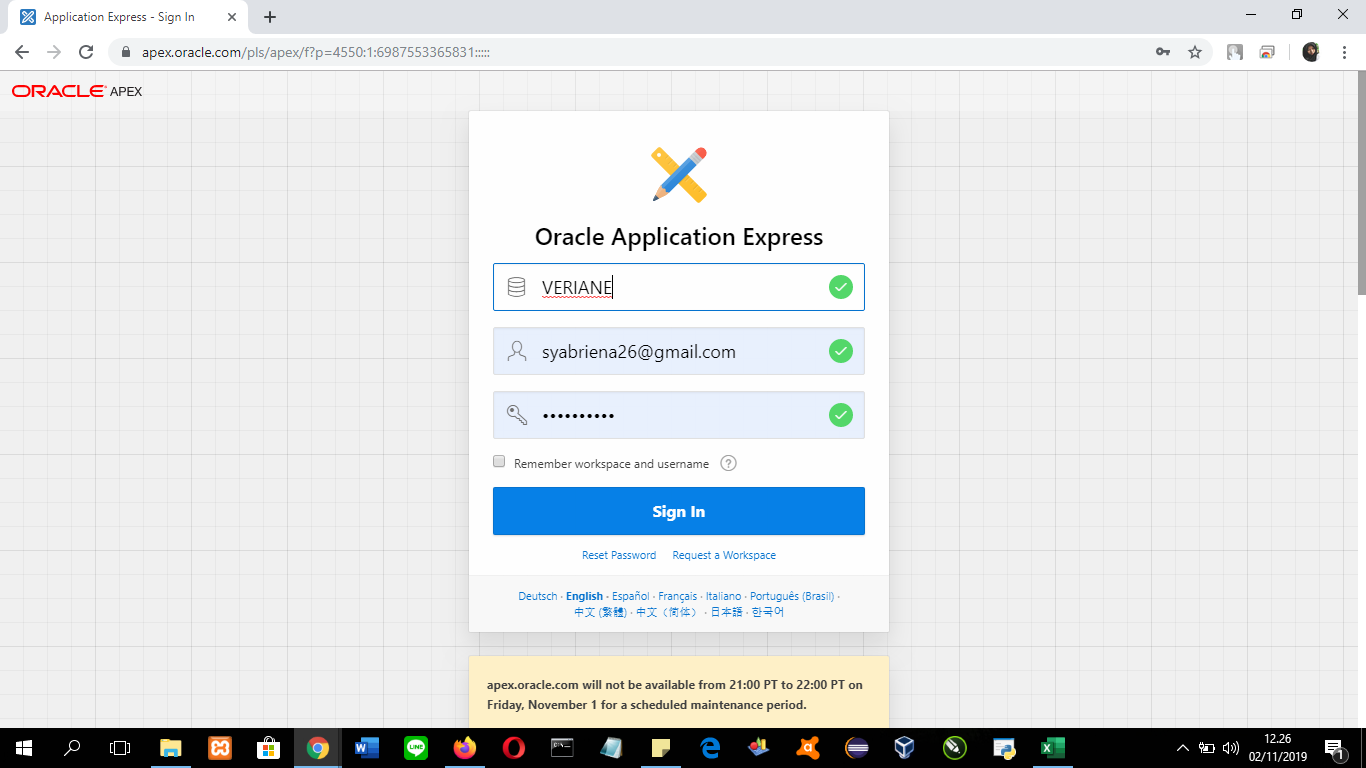 Application Express - Sign In
apex.oracle.com/pls/apex/f?p=4550:1:6987553365831:::::
ORACLE APEX
Oracle Application Express
VERIANE
syabriena26@gmail.com
••••••••••
Remember workspace and username ?
Sign In
Reset Password Request a Workspace
Deutsch · English · Español · Français · Italiano · Português (Brasil) ·
中文 (繁體) · 中文（简体） · 日本語 · 한국어
apex.oracle.com will not be available from 21:00 PT to 22:00 PT on
Friday, November 1 for a scheduled maintenance period.
12.26
02/11/2019
1